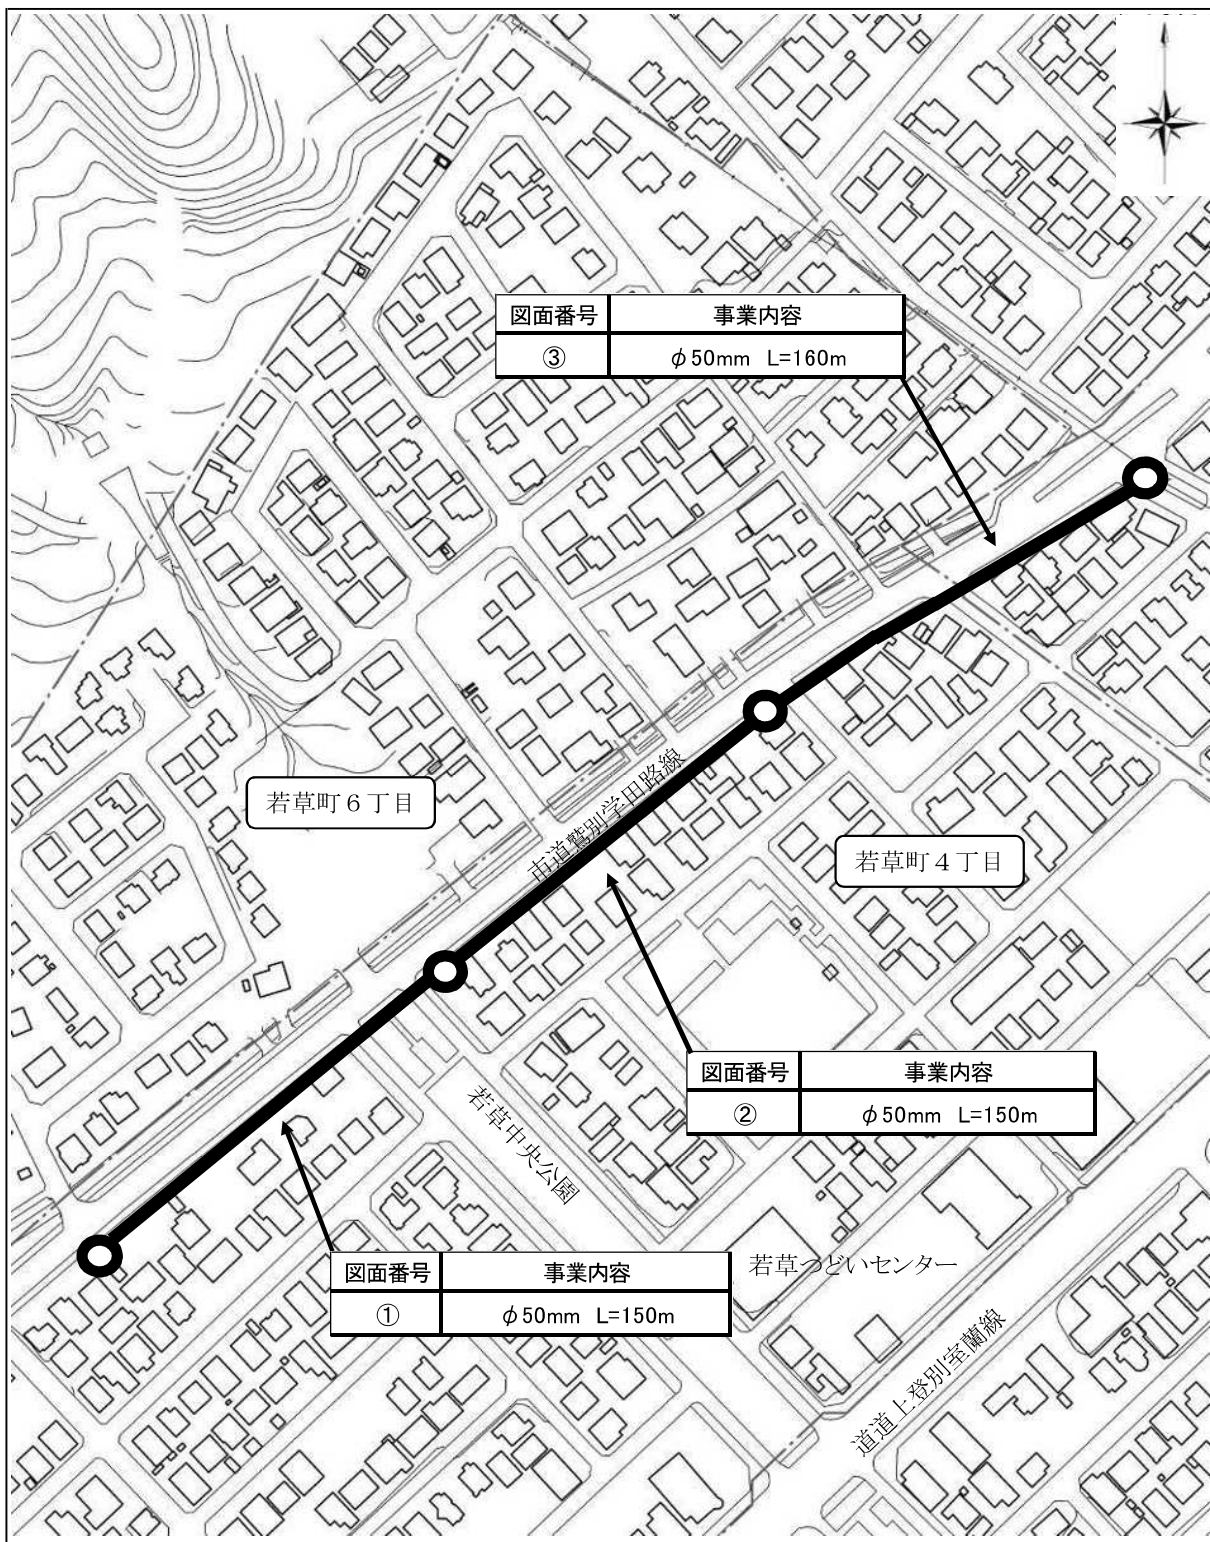 図面番号 事業内容
③ φ50mm L=160m
若草町6丁目
市道鷲別学田路線
若草町4丁目
図面番号 事業内容
② φ50mm L=150m
若草中央公園
図面番号 事業内容
① φ50mm L=150m
若草つどいセンター
道道上登別室蘭線